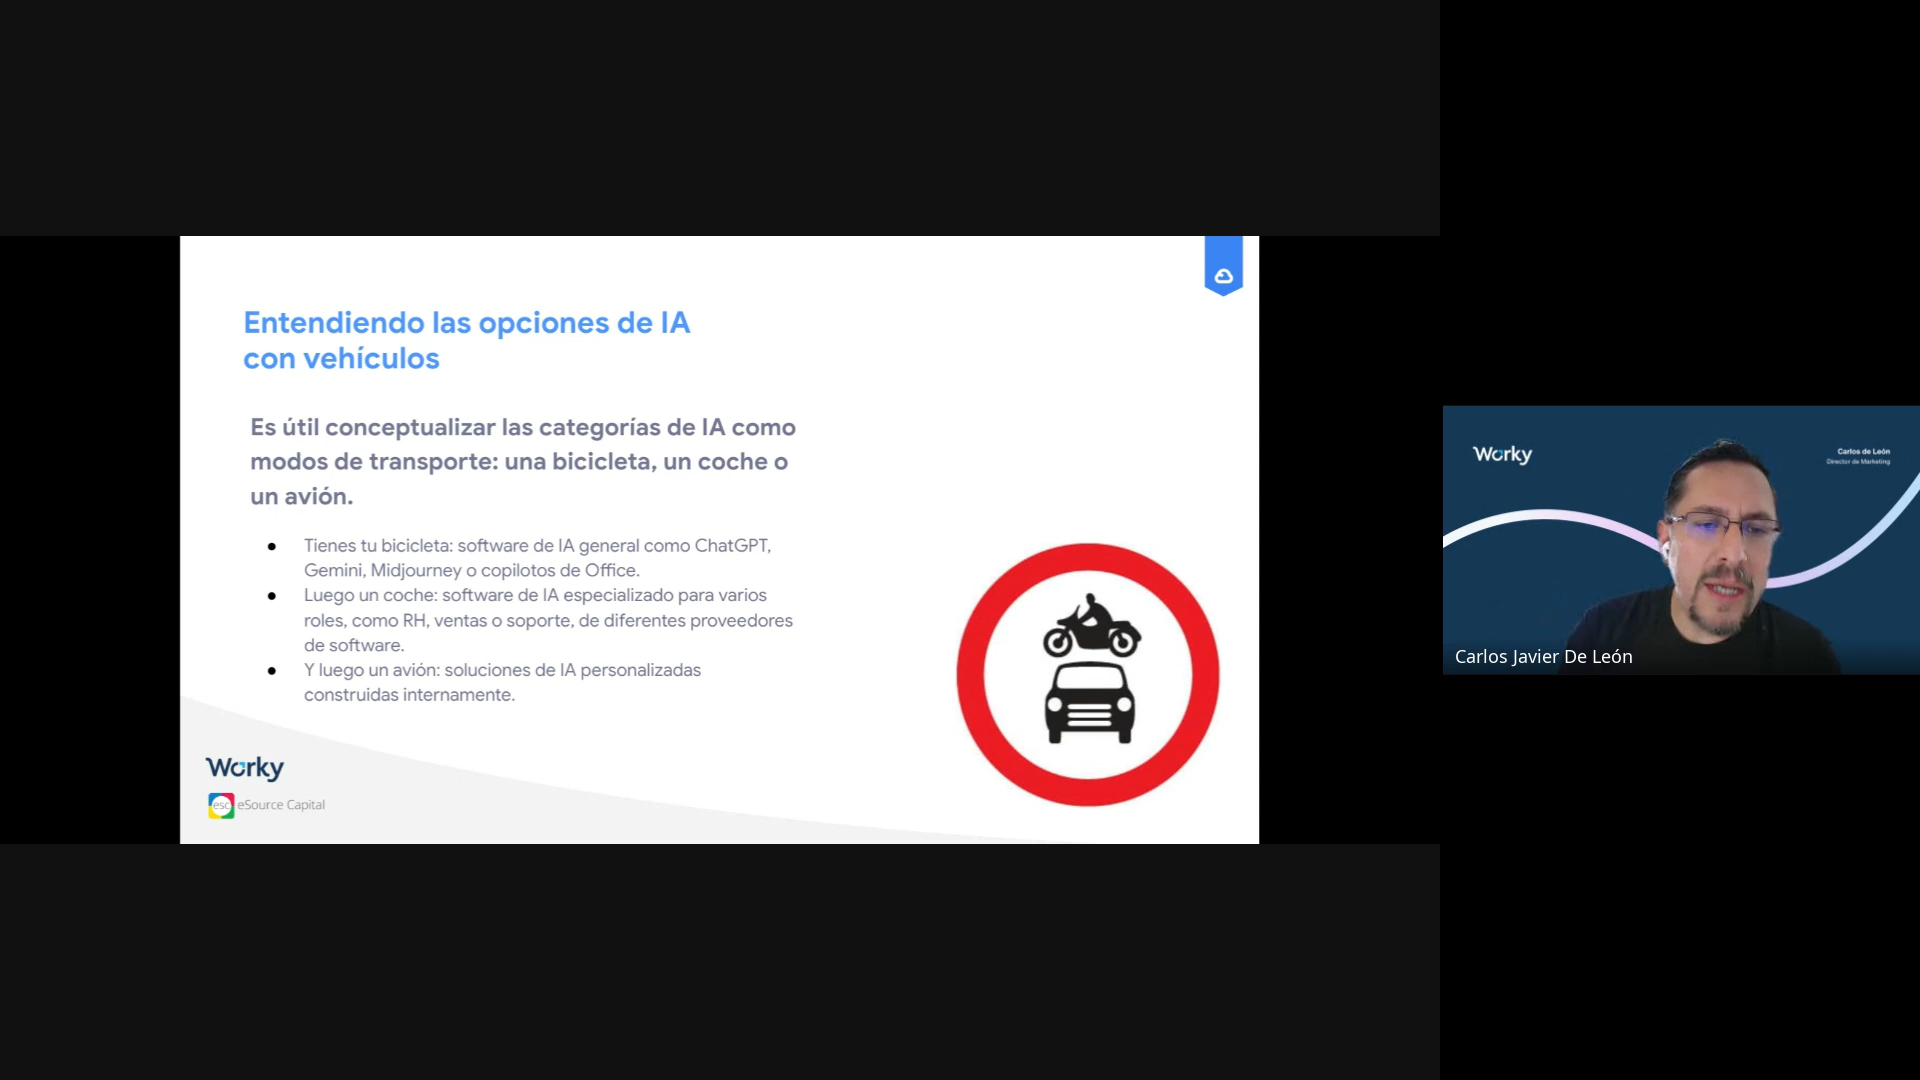 Entendiendo las opciones de IA
con vehículos
Es útil conceptualizar las categorías de IA como
modos de transporte: una bicicleta, un coche o
un avión.
● Tienes tu bicicleta: software de IA general como ChatGPT,
Gemini, Midjourney o copilotos de Office.
● Luego un coche: software de IA especializado para varios
roles, como RH, ventas o soporte, de diferentes proveedores
de software.
● Y luego un avión: soluciones de IA personalizadas
construidas internamente.
Worky
esc eSource Capital
Worky
Carlos de León
Director de Marketing
Carlos Javier De León